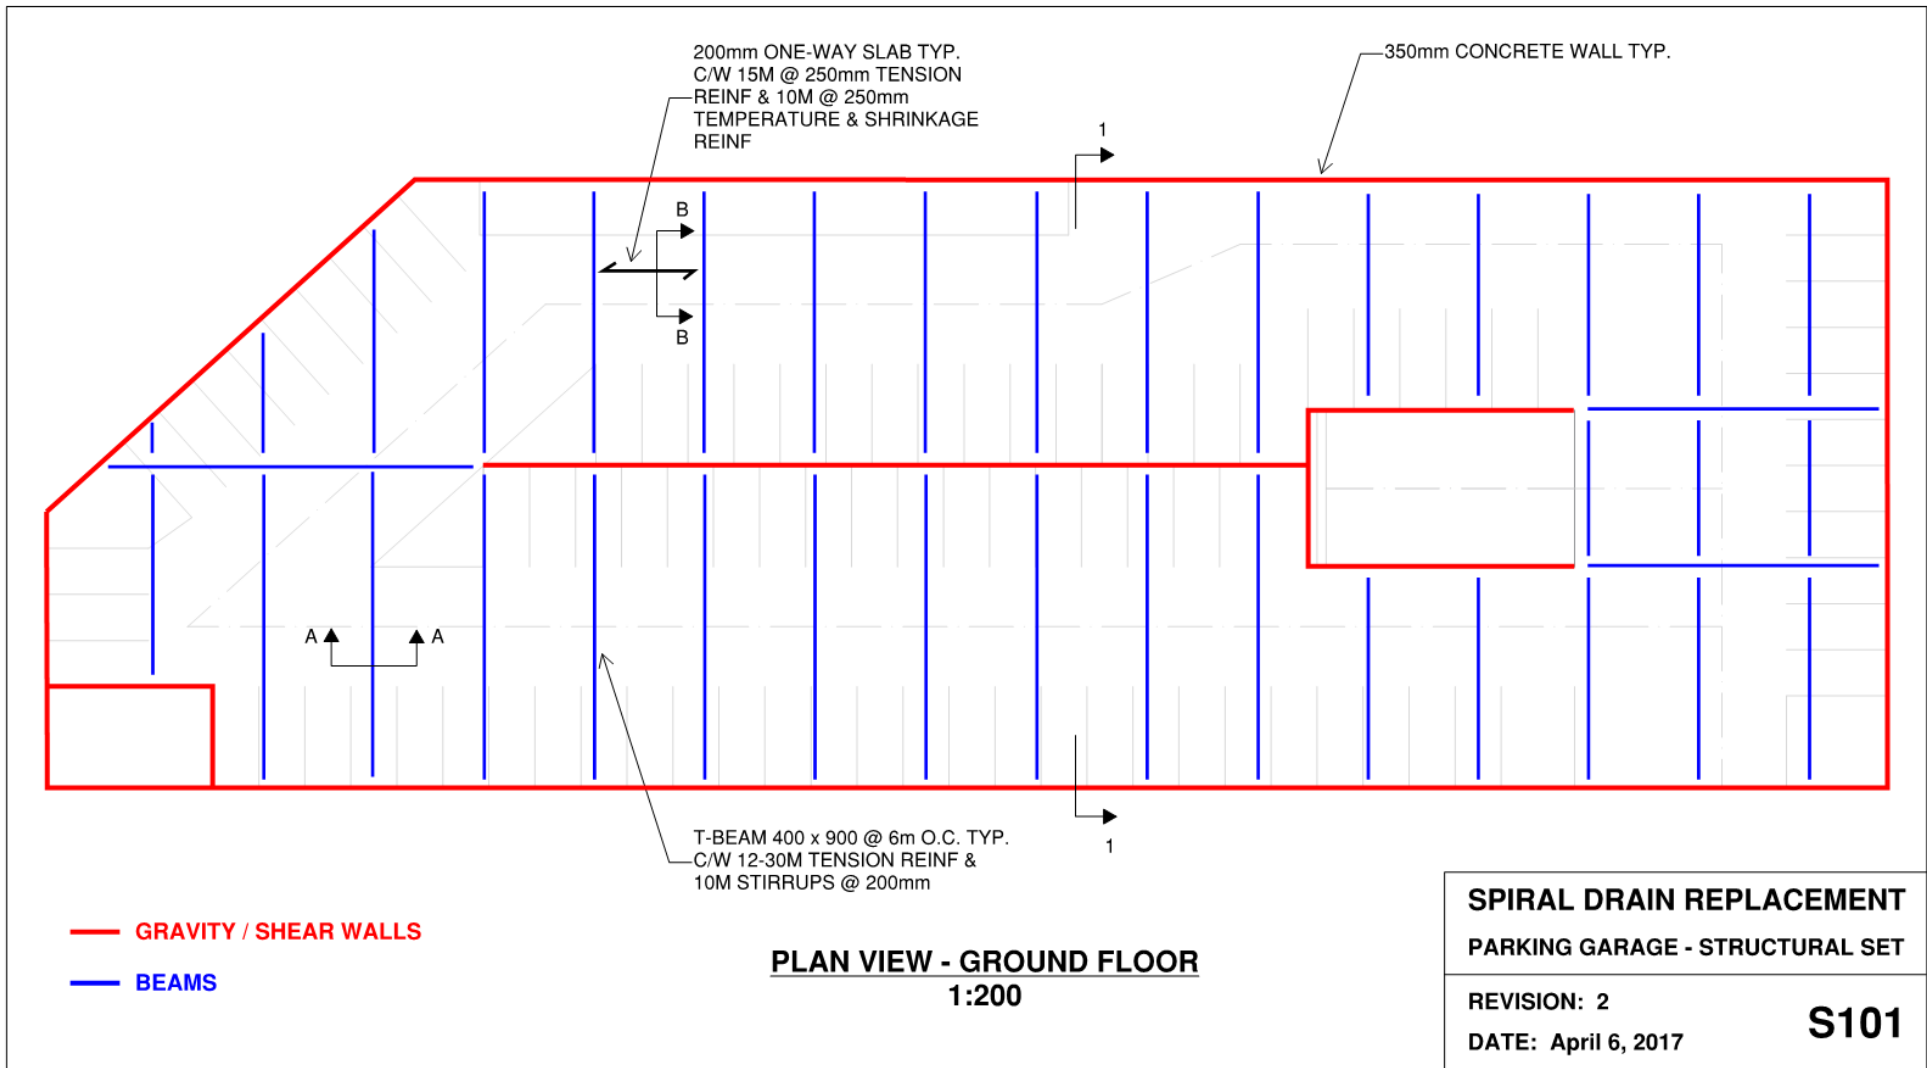 200mm ONE-WAY SLAB TYP.
C/W 15M @ 250mm TENSION
REINF & 10M @ 250mm
TEMPERATURE & SHRINKAGE
REINF
350mm CONCRETE WALL TYP.
1
B
B
A
A
T-BEAM 400 x 900 @ 6m O.C. TYP.
C/W 12-30M TENSION REINF &
10M STIRRUPS @ 200mm
1
GRAVITY / SHEAR WALLS
BEAMS
PLAN VIEW - GROUND FLOOR
1:200
SPIRAL DRAIN REPLACEMENT
PARKING GARAGE - STRUCTURAL SET
REVISION: 2
DATE: April 6, 2017
S101